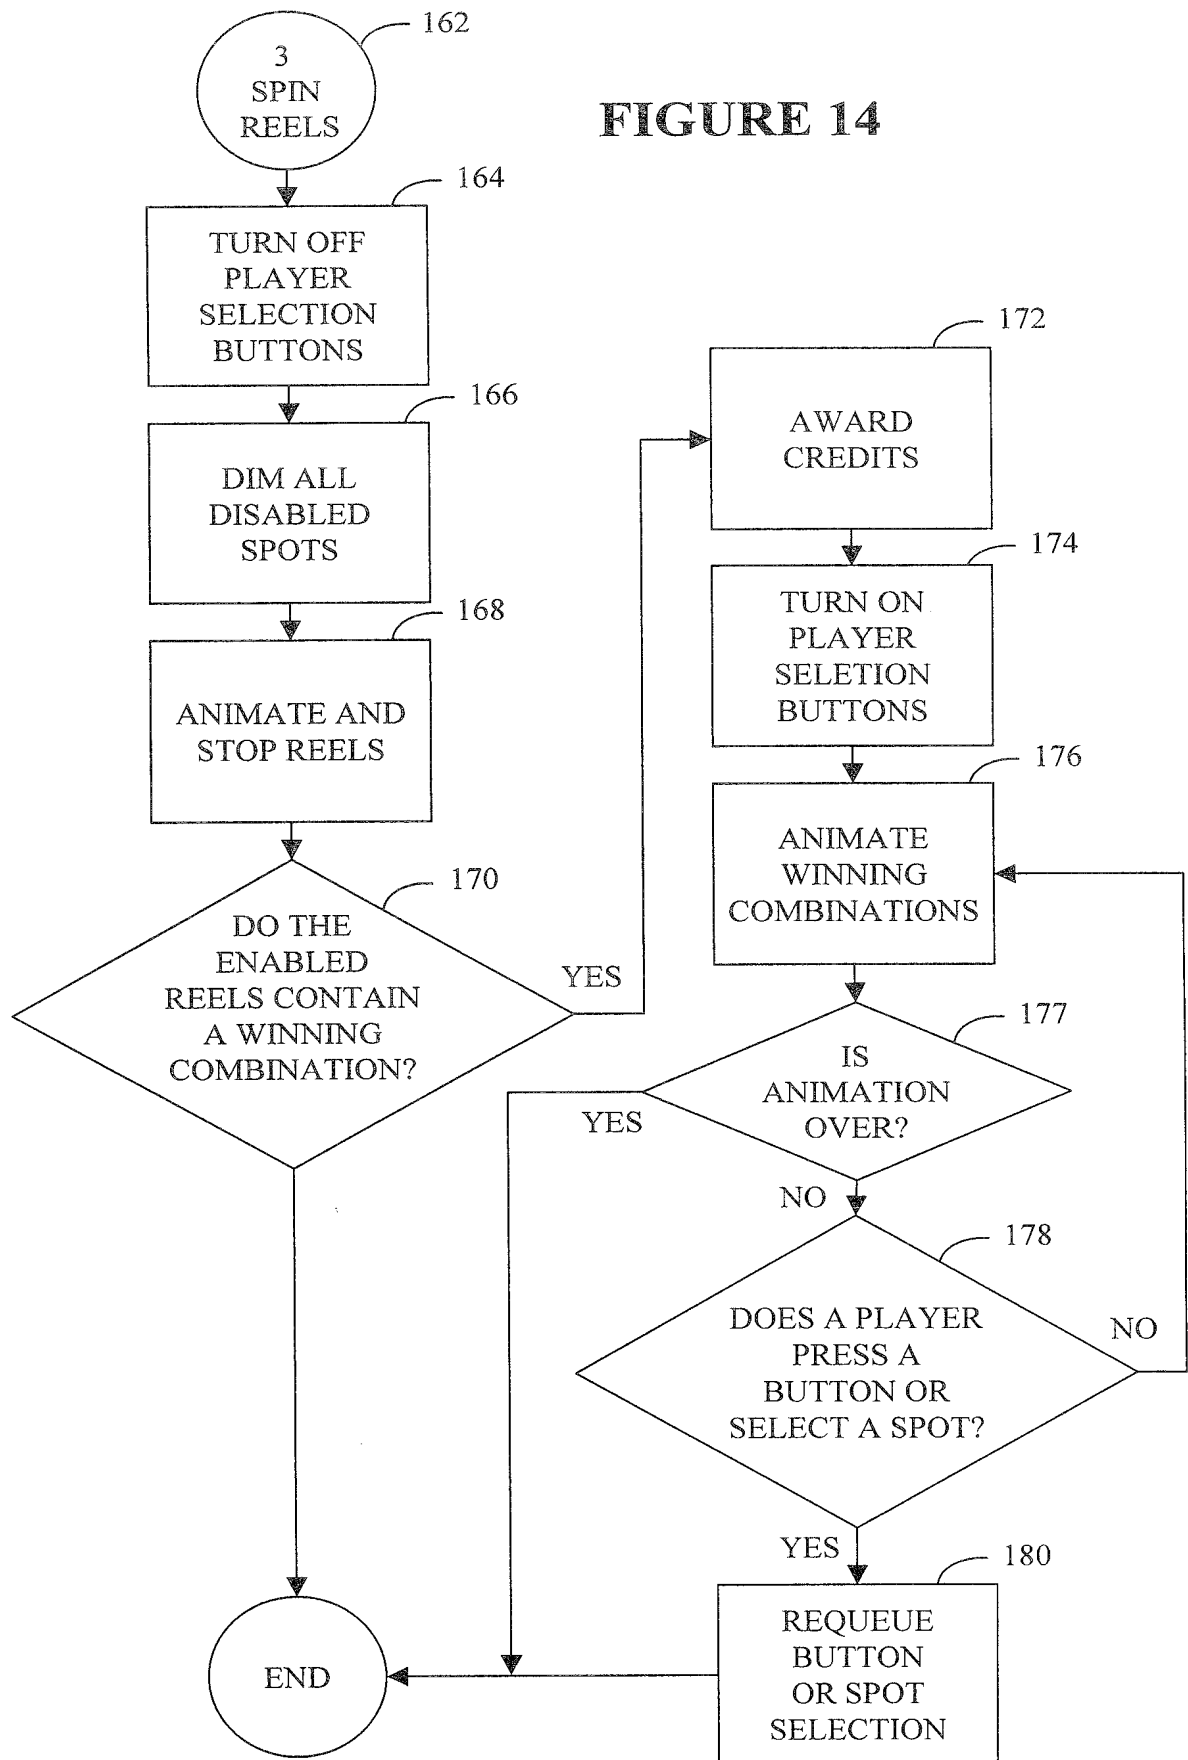 162
3
SPIN
REELS
FIGURE 14
164
TURN OFF
PLAYER
SELECTION
BUTTONS
166
DIM ALL
DISABLED
SPOTS
168
ANIMATE AND
STOP REELS
170
DO THE
ENABLED
REELS CONTAIN
A WINNING
COMBINATION?
YES
172
AWARD
CREDITS
174
TURN ON
PLAYER
SELETION
BUTTONS
176
ANIMATE
WINNING
COMBINATIONS
177
IS
ANIMATION
OVER?
YES
NO
178
DOES A PLAYER
PRESS A
BUTTON OR
SELECT A SPOT?
NO
YES
180
REQUEUE
BUTTON
OR SPOT
SELECTION
END